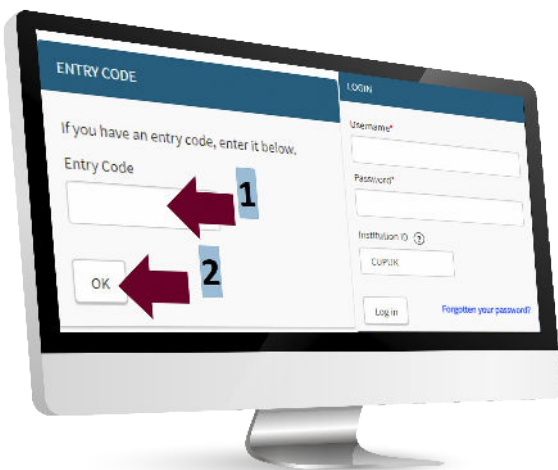 ENTRY CODE
If you have an entry code, enter it below.
Entry Code
1
OK
2
LOGIN
Username*
Password*
Institution ID ?
CUPUK
Log in
Forgotten your password?